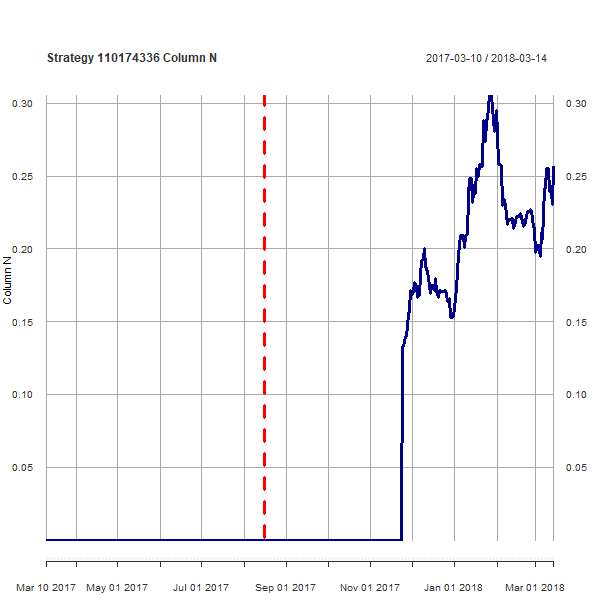 Strategy 110174336 Column N
2017-03-10 / 2018-03-14
0.30
0.30
0.25
0.25
0.20
0.20
Column N
0.15
0.15
0.10
0.10
0.05
0.05
Mar 10 2017
May 01 2017
Jul 01 2017
Sep 01 2017
Nov 01 2017
Jan 01 2018
Mar 01 2018